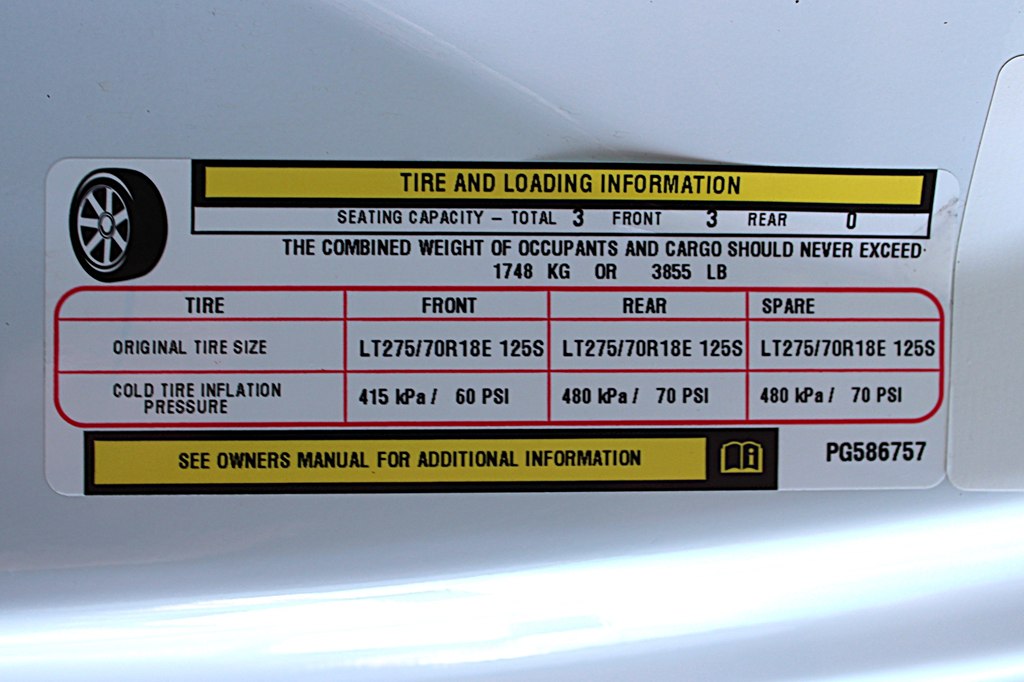 TIRE AND LOADING INFORMATION
SEATING CAPACITY – TOTAL 3 FRONT 3 REAR 0
THE COMBINED WEIGHT OF OCCUPANTS AND CARGO SHOULD NEVER EXCEED
1748 KG OR 3855 LB
TIRE FRONT REAR SPARE
ORIGINAL TIRE SIZE LT275/70R18E 125S LT275/70R18E 125S LT275/70R18E 125S
COLD TIRE INFLATION
PRESSURE 415 kPa / 60 PSI 480 kPa / 70 PSI 480 kPa / 70 PSI
SEE OWNERS MANUAL FOR ADDITIONAL INFORMATION
PG586757